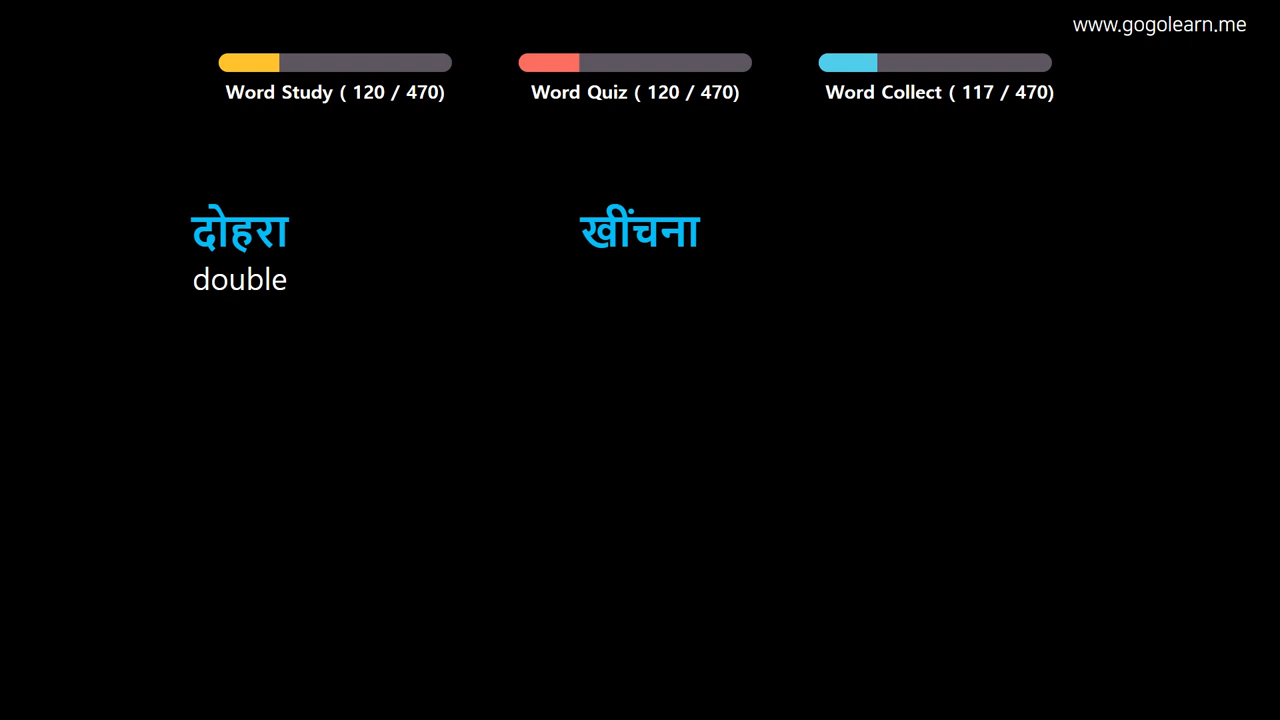 www.gogolearn.me
Word Study ( 120 / 470)
Word Quiz ( 120 / 470)
Word Collect ( 117 / 470)
दोहरा
खींचना
double